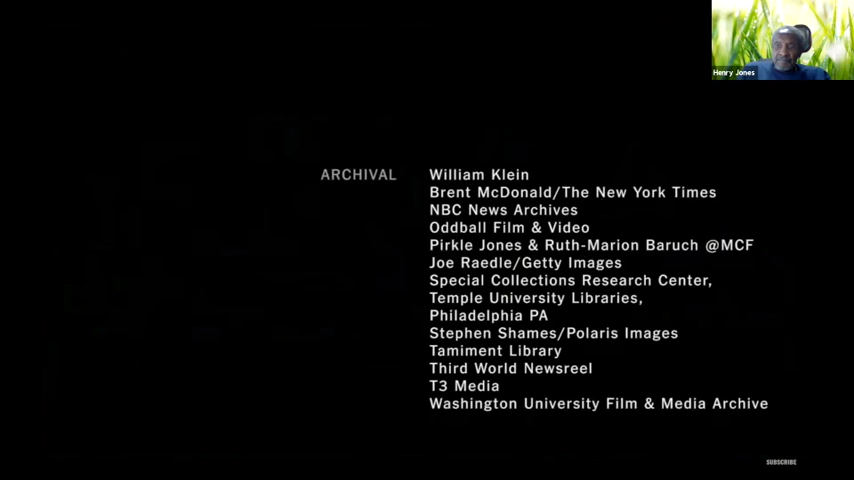 Henry Jones
ARCHIVAL
William Klein
Brent McDonald/The New York Times
NBC News Archives
Oddball Film & Video
Pirkle Jones & Ruth-Marion Baruch @MCF
Joe Raedle/Getty Images
Special Collections Research Center,
Temple University Libraries,
Philadelphia PA
Stephen Shames/Polaris Images
Tamiment Library
Third World Newsreel
T3 Media
Washington University Film & Media Archive
SUBSCRIBE